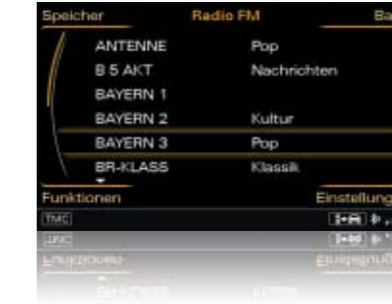 Speicher Radio FM Ba
ANTENNE Pop
B 5 AKT Nachrichten
BAYERN 1
BAYERN 2 Kultur
BAYERN 3 Pop
BR-KLASS Klassik
Funktionen Einstellung
TMC